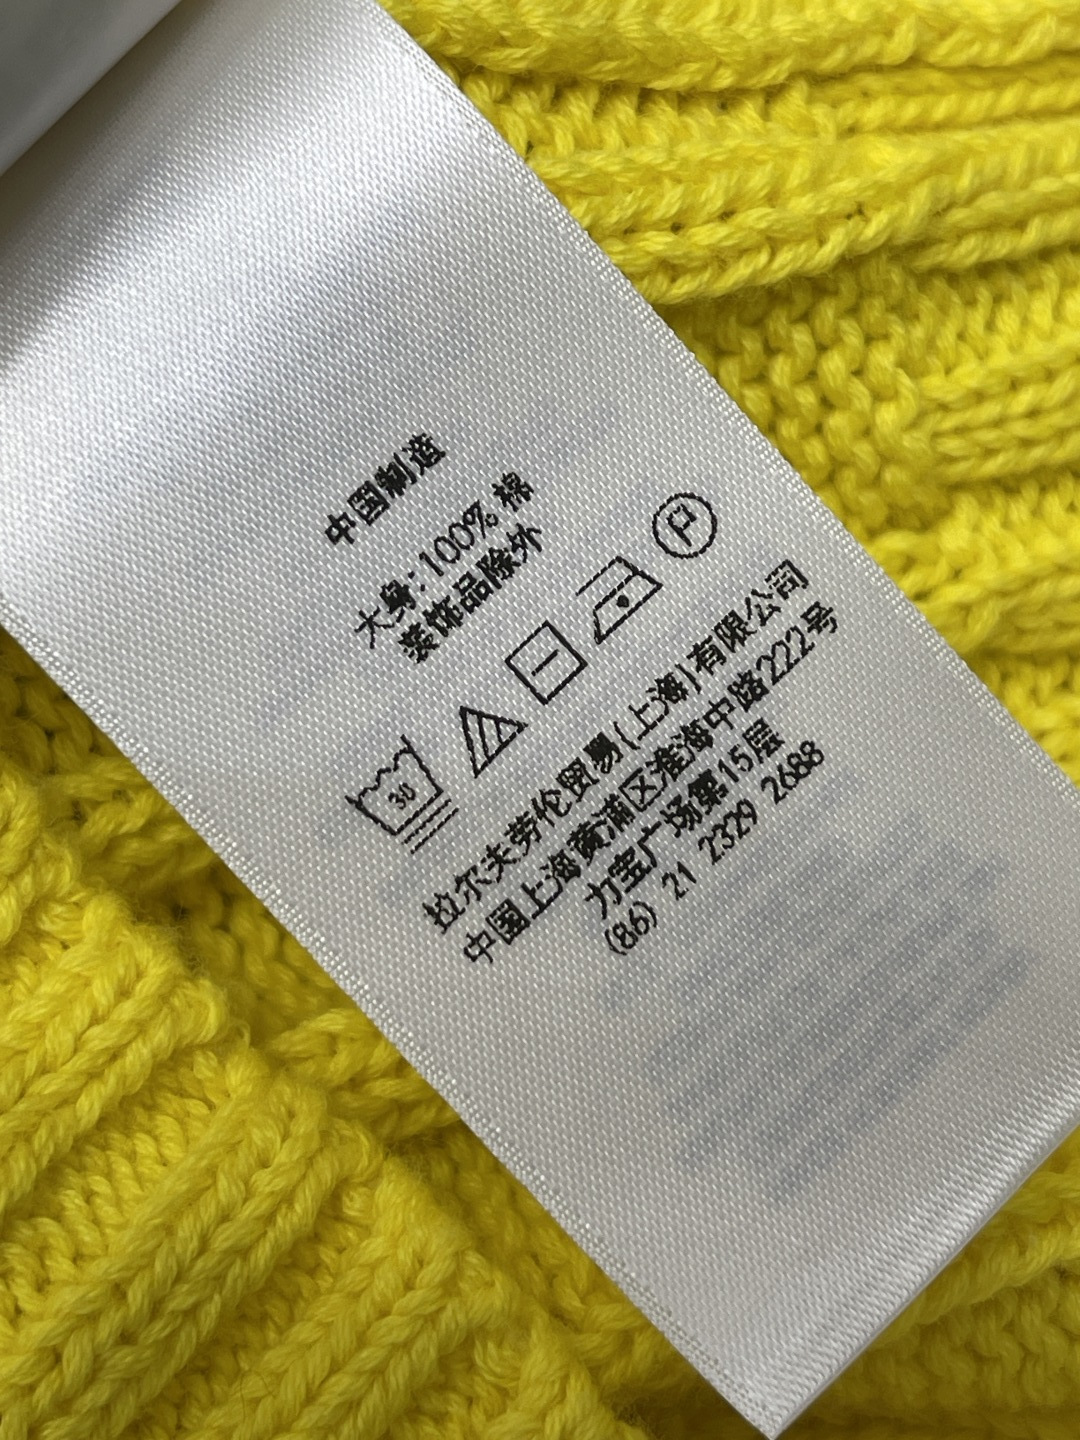 中国制造
大身:100% 棉
装饰品除外
30
P
拉尔夫劳伦贸易(上海)有限公司
中国上海黄浦区淮海中路222号
力宝广场第15层
(86) 21 2329 2688